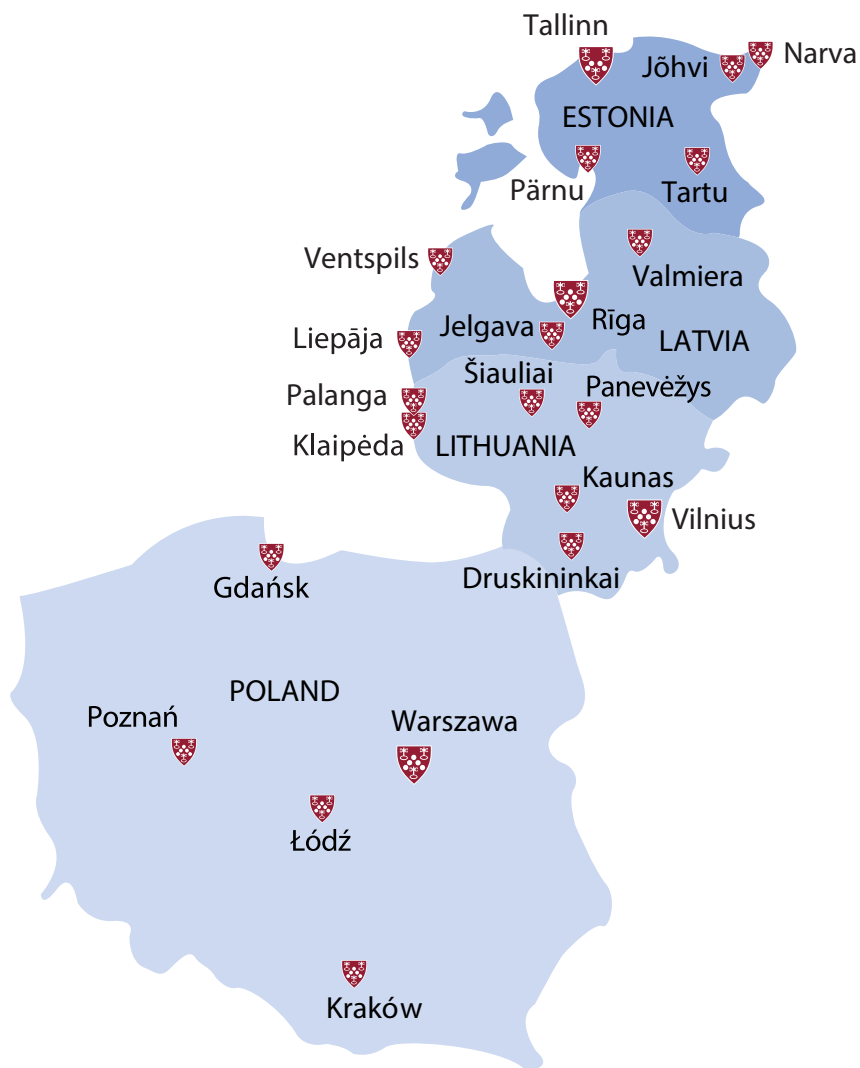 Tallinn
Narva
Jõhvi
ESTONIA
Pärnu
Tartu
Ventspils
Valmiera
Rīga
Jelgava
Liepāja
LATVIA
Šiauliai
Panevėžys
Palanga
Klaipėda
LITHUANIA
Kaunas
Vilnius
Druskininkai
Gdańsk
POLAND
Poznań
Warszawa
Łódź
Kraków